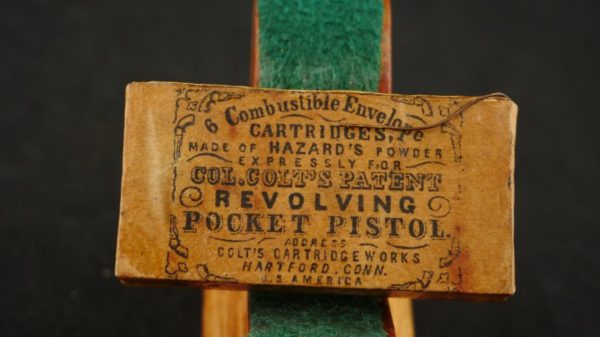 6 Combustible Envelope
CARTRIDGES,
MADE OF HAZARD'S POWDER
EXPRESSLY FOR
COL. COLT'S PATENT
REVOLVING
POCKET PISTOL.
ADDRESS
COLT'S CARTRIDGE WORKS
HARTFORD. CONN.
U.S. AMERICA